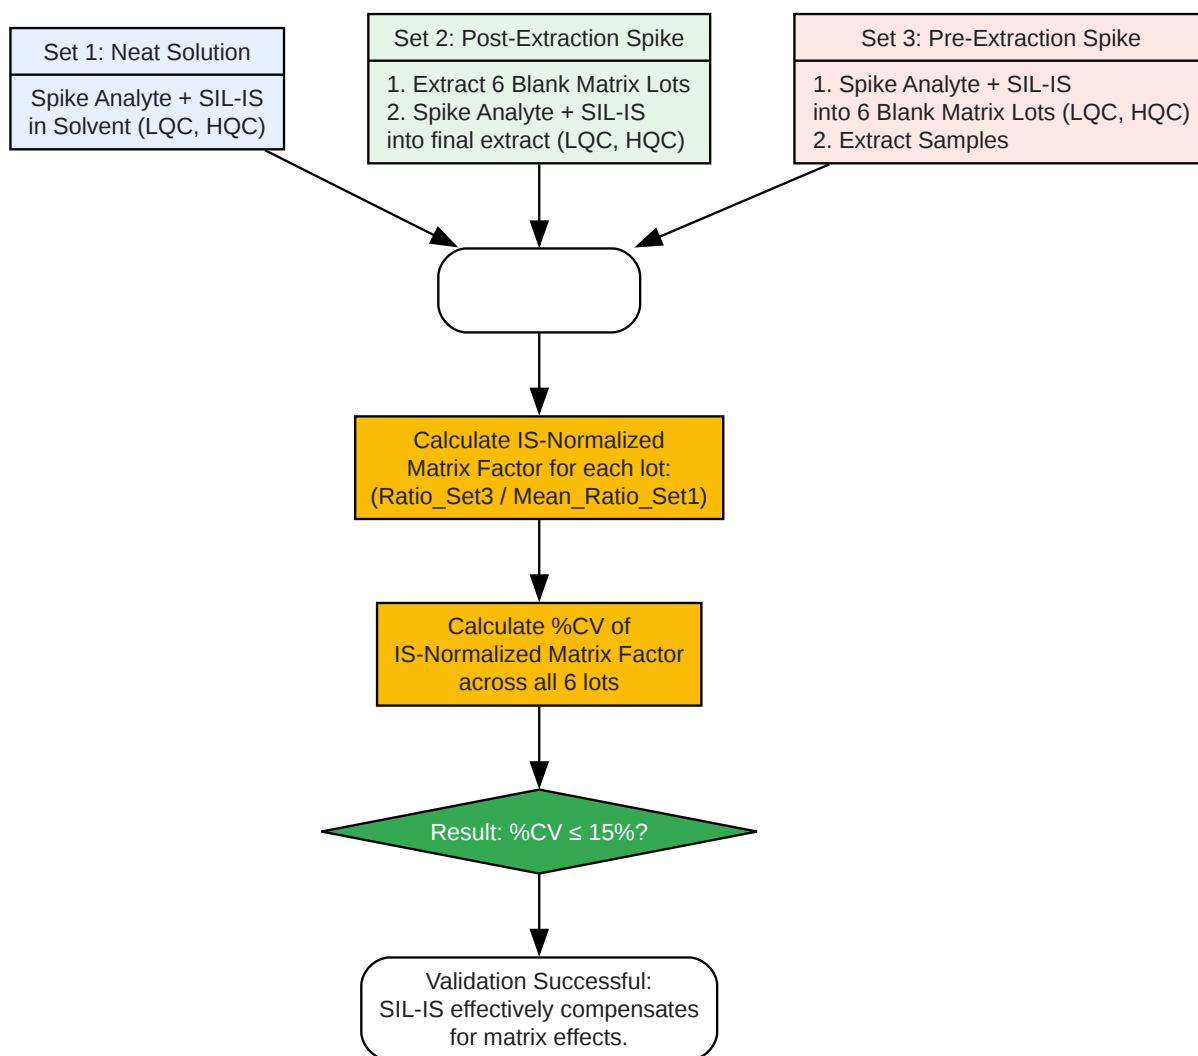 Set 1: Neat Solution
Spike Analyte + SIL-IS
in Solvent (LQC, HQC)
Set 2: Post-Extraction Spike
1. Extract 6 Blank Matrix Lots
2. Spike Analyte + SIL-IS
into final extract (LQC, HQC)
Set 3: Pre-Extraction Spike
1. Spike Analyte + SIL-IS
into 6 Blank Matrix Lots (LQC, HQC)
2. Extract Samples
Calculate IS-Normalized
Matrix Factor for each lot:
(Ratio_Set3 / Mean_Ratio_Set1)
Calculate %CV of
IS-Normalized Matrix Factor
across all 6 lots
Result: %CV ≤ 15%?
Validation Successful:
SIL-IS effectively compensates
for matrix effects.